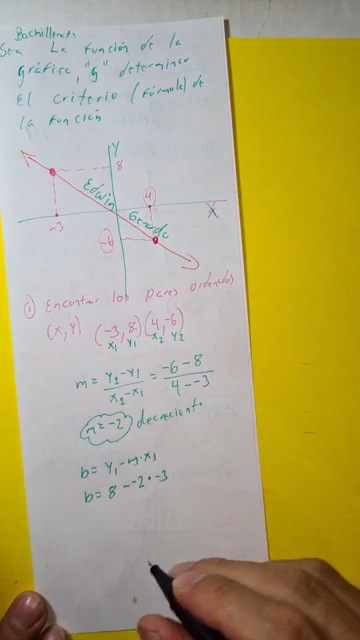 Bachillerato
Sea La función de la
gráfica, "g" determine
El criterio (fórmula) de
la función
Y
8
Edwin
4
Gerardo
X
-3
-6
① Encontrar los Pares Ordenados
(x,y) (-3,8)(4,-6)
x₁ y₁ x₂ y₂
m = Y₂-Y₁ / X₂-X₁ = -6-8 / 4--3
m=-2 decreciente
b= Y₁-m·x₁
b= 8--2·-3